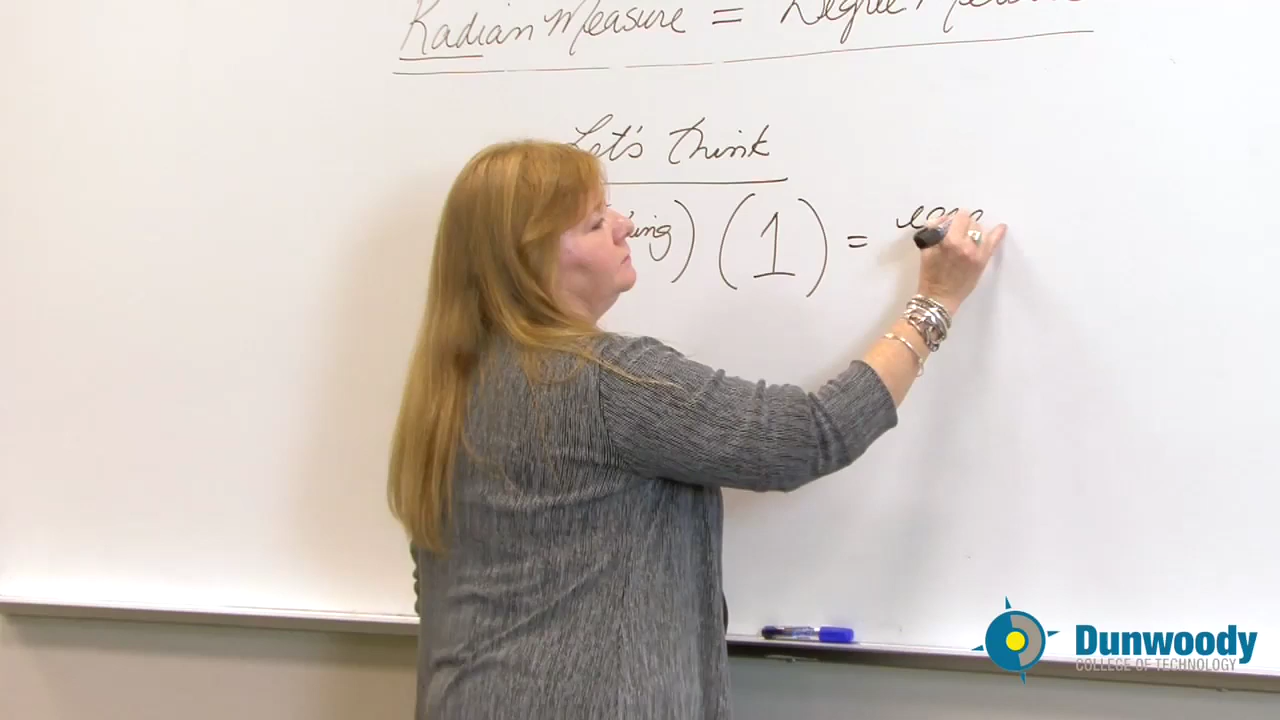 Radian Measure = Degree
Let's think
) ( 1 ) =
Dunwoody
COLLEGE OF TECHNOLOGY